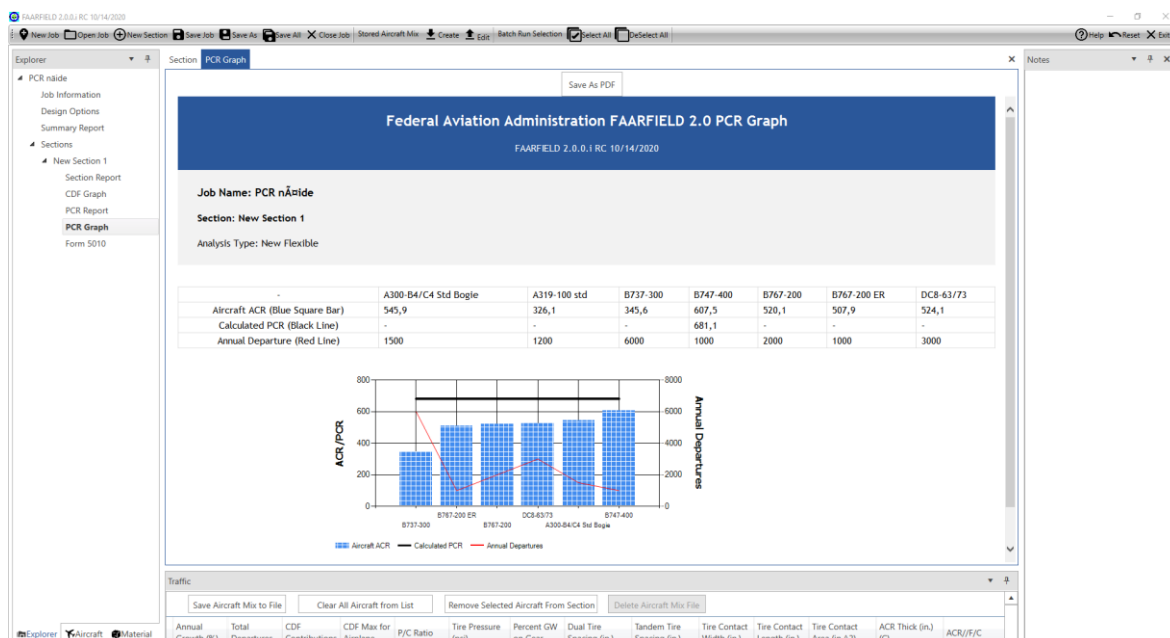 FAARFIELD 2.0.0.i RC 10/14/2020
New Job Open Job New Section Save Job Save As Save All Close Job Stored Aircraft Mix Create Edit Batch Run Selection Select All DeSelect All Help Reset Exit
Explorer
Section PCR Graph
Notes
PCR näide
Job Information
Design Options
Summary Report
Sections
New Section 1
Section Report
CDF Graph
PCR Report
PCR Graph
Form 5010
Save As PDF
Federal Aviation Administration FAARFIELD 2.0 PCR Graph
FAARFIELD 2.0.0.i RC 10/14/2020
Job Name: PCR nÃ¤ide
Section: New Section 1
Analysis Type: New Flexible
- A300-B4/C4 Std Bogie A319-100 std B737-300 B747-400 B767-200 B767-200 ER DC8-63/73
Aircraft ACR (Blue Square Bar) 545,9 326,1 345,6 607,5 520,1 507,9 524,1
Calculated PCR (Black Line) - - - 681,1 - - -
Annual Departure (Red Line) 1500 1200 6000 1000 2000 1000 3000
800 8000
600 6000
400 4000
200 2000
0 0
ACR/PCR
Annual Departures
B767-200 ER DC8-63/73 B747-400
B737-300 B767-200 A300-B4/C4 Std Bogie
Aircraft ACR Calculated PCR Annual Departures
Traffic
Save Aircraft Mix to File Clear All Aircraft from List Remove Selected Aircraft From Section Delete Aircraft Mix File
Annual Total CDF CDF Max for P/C Ratio Tire Pressure Percent GW Dual Tire Tandem Tire Tire Contact Tire Contact Tire Contact ACR Thick (in.) ACR//F/C
Explorer Aircraft Material